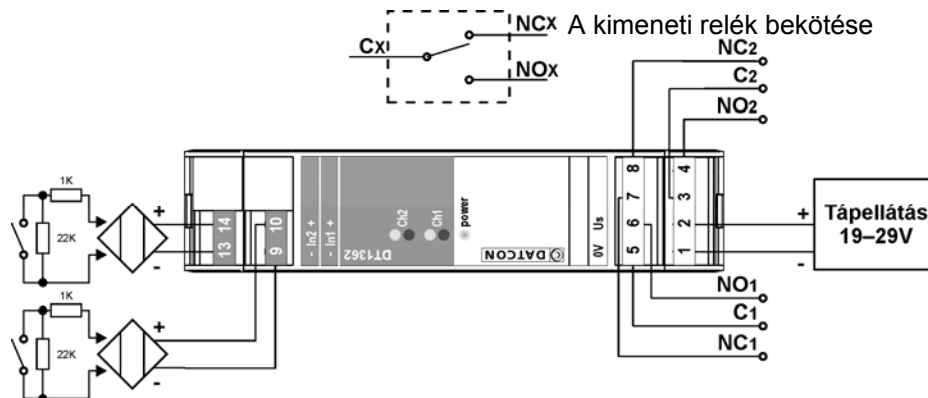 NCX A kimeneti relék bekötése
CX
NOX
NC2
C2
NO2
1K
22K
+
-
14
13
10
9
- In2 +
- In1 +
Ch2
Ch1
DT1362
power
DATCON
0V Us
8
7
6
5
4
3
2
1
+
-
Tápellátás
19–29V
1K
22K
+
-
NO1
C1
NC1